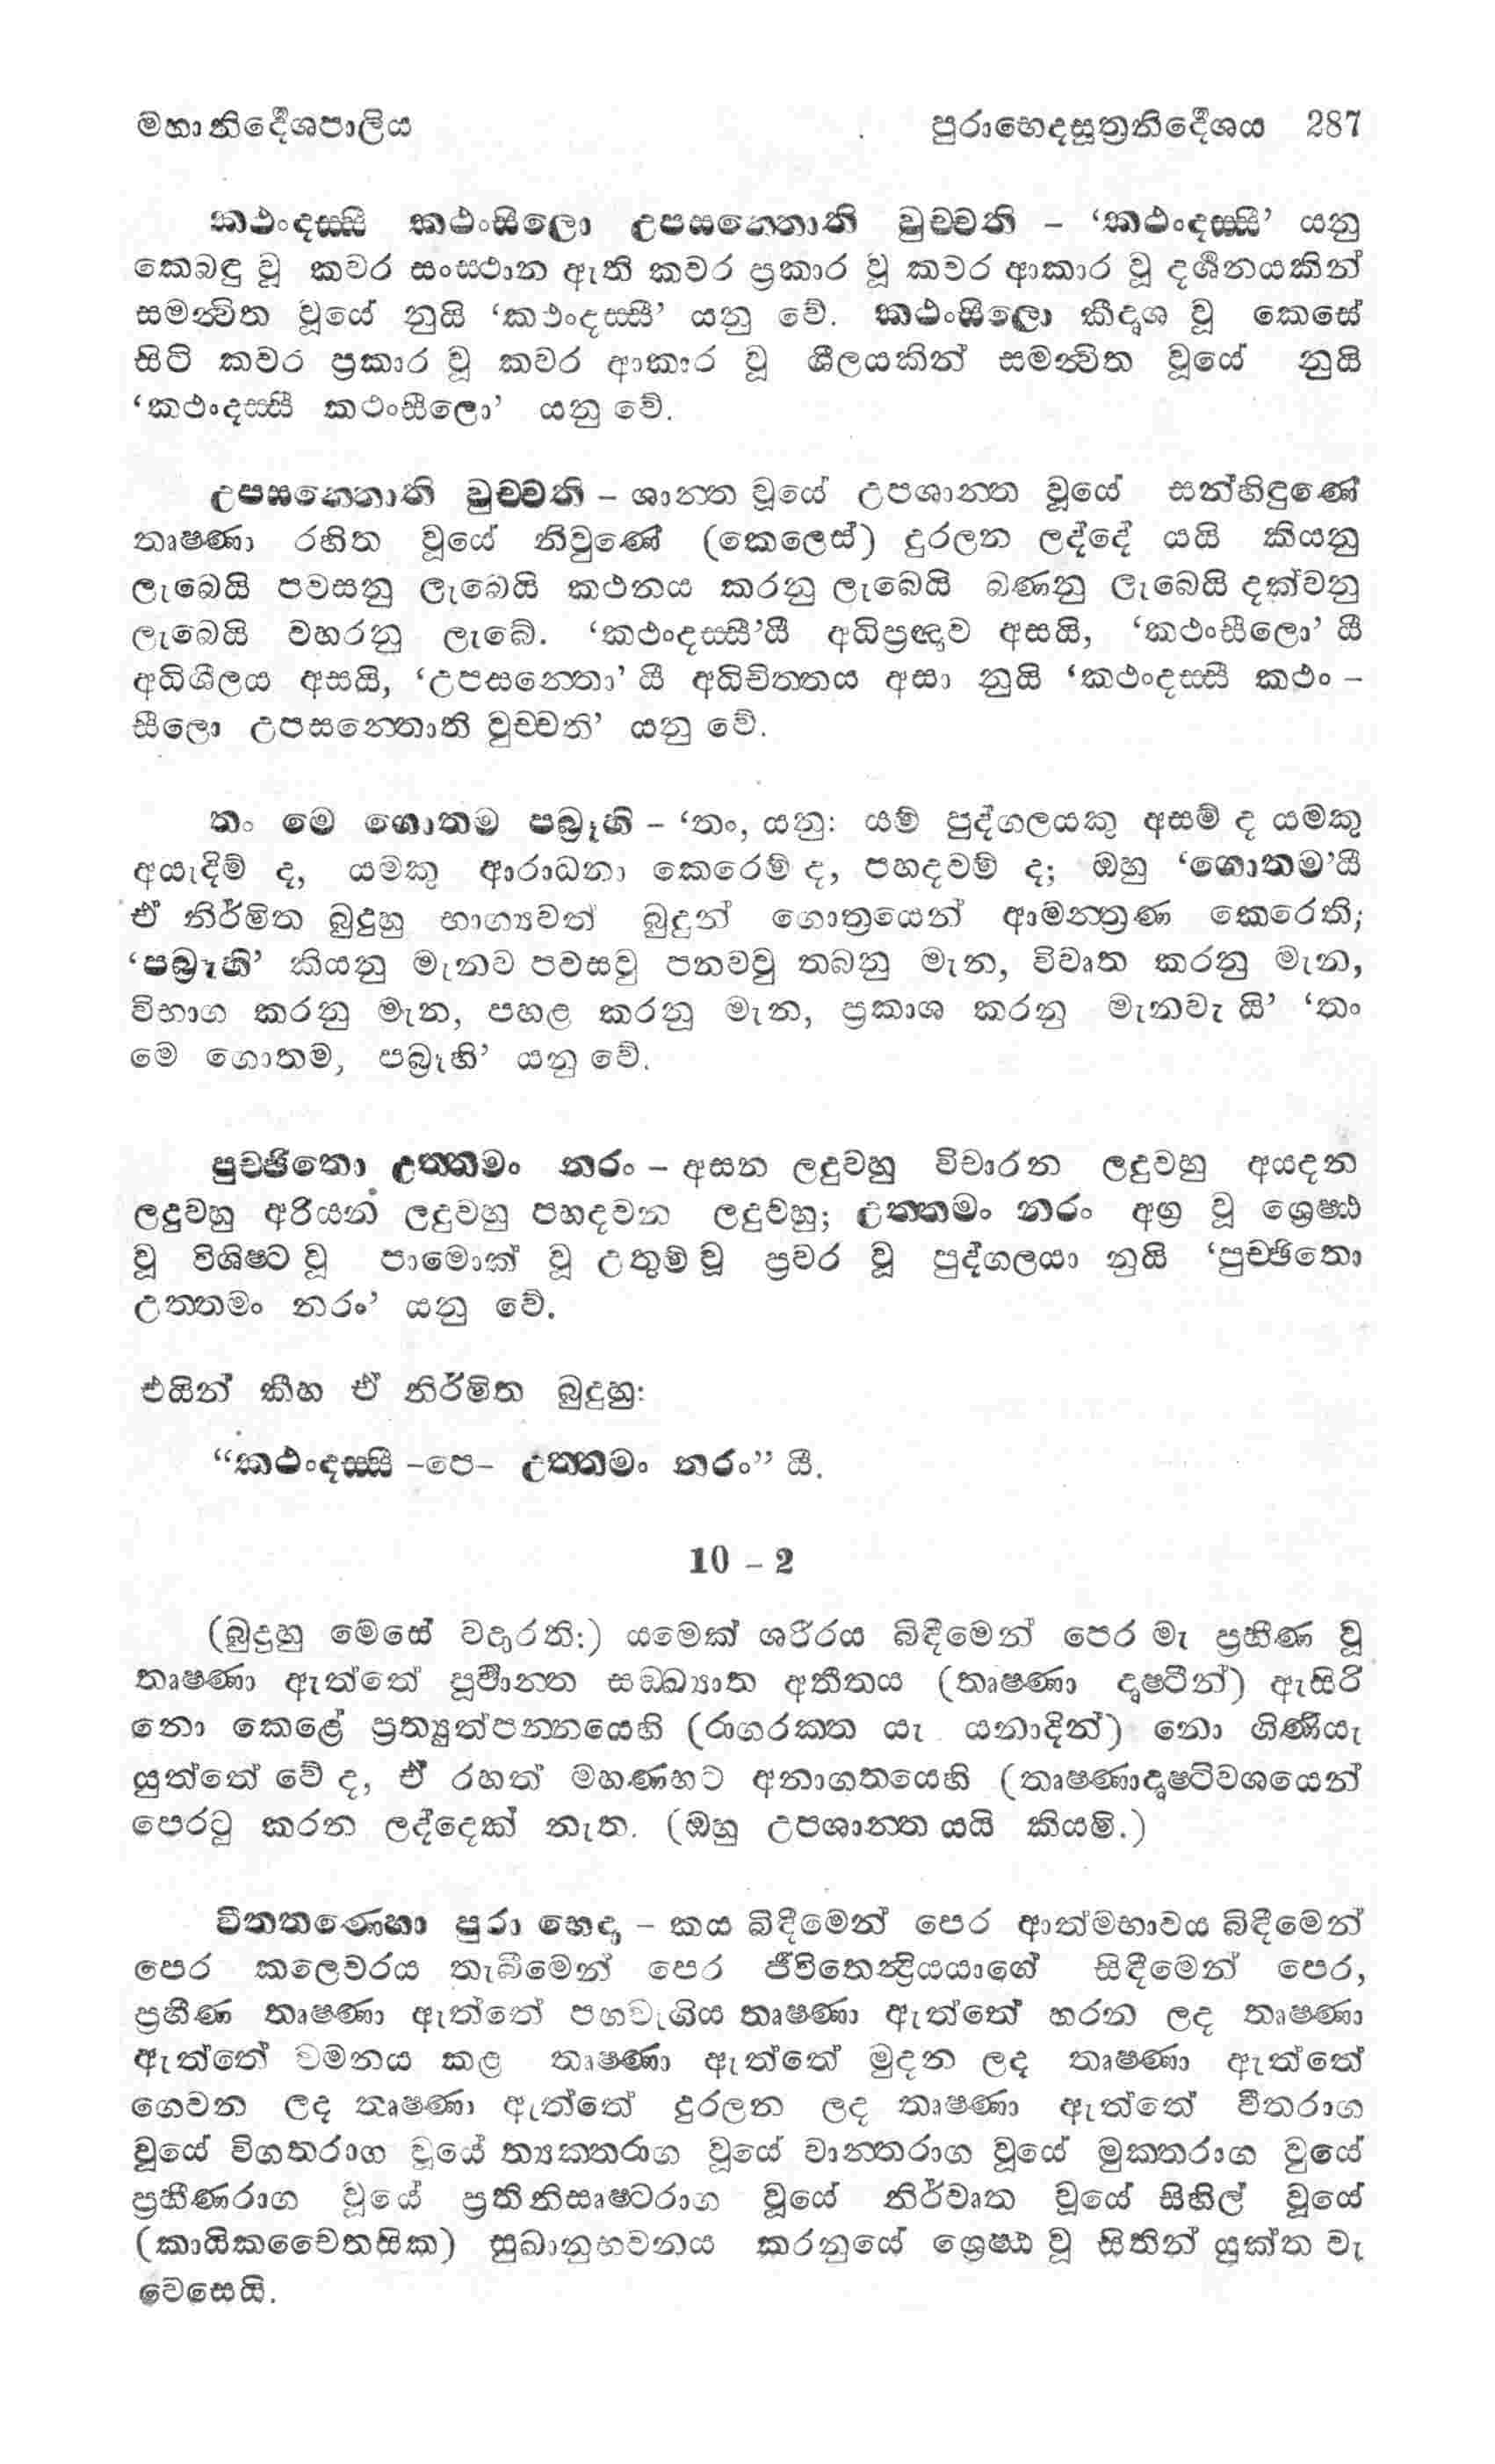 මහානිර්දේශපාලිය පුරාභෙදසූත්‍රනිර්දේශය 287
කථංදස්සී කථංසීලො උපසන්තොති වුච්චති – ‘කථංදස්සී’ යනු
කෙබඳු වූ කවර සංස්ථාන ඇති කවර ප්‍රකාර වූ කවර ආකාර වූ දර්ශනයකින්
සමන්විත වූයේ නුයි ‘කථංදස්සී’ යනු වේ. කථංසීලො කීදෘශ වූ කෙසේ
සිටි කවර ප්‍රකාර වූ කවර ආකාර වූ ශීලයකින් සමන්විත වූයේ නුයි
‘කථංදස්සී කථංසීලො’ යනු වේ.
උපසන්තොති වුච්චති – ශාන්ත වූයේ උපශාන්ත වූයේ සන්හිඳුණේ
තෘෂ්ණා රහිත වූයේ නිවුණේ (කෙලෙස්) දුරලන ලද්දේ යයි කියනු
ලැබෙයි පවසනු ලැබෙයි කථනය කරනු ලැබෙයි බණනු ලැබෙයි දක්වනු
ලැබෙයි වහරනු ලැබේ. ‘කථංදස්සී’යී අධිප්‍රඥාව අසයි, ‘කථංසීලො’ යී
අධිශීලය අසයි, ‘උපසන්තො’ යී අධිචිත්තය අසා නුයි ‘කථංදස්සී කථං –
සීලො උපසන්තොති වුච්චති’ යනු වේ.
තං මෙ ගොතම පබ්‍රෑහි – ‘තං, යනු: යම් පුද්ගලයකු අසම් ද යමකු
අයැදිම් ද, යමකු ආරාධනා කෙරෙම් ද, පහදවම් ද; ඔහු ‘ගොතම’යී
ඒ නිර්මිත බුදුහු භාග්‍යවත් බුදුන් ගොත්‍රයෙන් ආමන්ත්‍රණ කෙරෙති;
‘පබ්‍රෑහි’ කියනු මැනව පවසවු පනවවු තබනු මැන, විවෘත කරනු මැන,
විභාග කරනු මැන, පහළ කරනු මැන, ප්‍රකාශ කරනු මැනවැ යි’ ‘තං
මෙ ගොතම, පබ්‍රෑහි’ යනු වේ.
පුච්ඡිතො උත්තමං නරං – අසන ලදුවහු විචාරන ලදුවහු අයදන
ලදුවහු අරියන ලදුවහු පහදවන ලදුවහු; උත්තමං නරං අග්‍ර වූ ශ්‍රෙෂ්ඨ
වූ විශිෂ්ට වූ පාමොක් වූ උතුම් වූ ප්‍රවර වූ පුද්ගලයා නුයි ‘පුච්ඡිතො
උත්තමං නරං’ යනු වේ.
එයින් කීහ ඒ නිර්මිත බුදුහු:
“කථංදස්සී –පෙ– උත්තමං නරං” යී.
10 – 2
(බුදුහු මෙසේ වදාරති:) යමෙක් ශරීරය බිඳීමෙන් පෙර මැ ප්‍රහීණ වූ
තෘෂ්ණා ඇත්තේ පූර්වාන්ත සඞ්ඛ්‍යාත අතීතය (තෘෂ්ණා දෘෂ්ටීන්) ඇසිරි
නො කෙළේ ප්‍රත්‍යුත්පන්නයෙහි (රාගරක්ත යැ යනාදින්) නො ගිණියැ
යුත්තේ වේ ද, ඒ රහත් මහණහට අනාගතයෙහි (තෘෂ්ණාදෘෂ්ටිවශයෙන්
පෙරටු කරන ලද්දෙක් නැත. (ඔහු උපශාන්ත යයි කියමි.)
වීතතණ්හො පුරා භෙදා – කය බිඳීමෙන් පෙර ආත්මභාවය බිඳීමෙන්
පෙර කලෙවරය තැබීමෙන් පෙර ජීවිතෙන්ද්‍රියයාගේ සිඳීමෙන් පෙර,
ප්‍රහීණ තෘෂ්ණා ඇත්තේ පහවැගිය තෘෂ්ණා ඇත්තේ හරන ලද තෘෂ්ණා
ඇත්තේ වමනය කළ තෘෂ්ණා ඇත්තේ මුදන ලද තෘෂ්ණා ඇත්තේ
ගෙවන ලද තෘෂ්ණා ඇත්තේ දුරලන ලද තෘෂ්ණා ඇත්තේ වීතරාග
වූයේ විගතරාග වූයේ ත්‍යක්තරාග වූයේ වාන්තරාග වූයේ මුක්තරාග වූයේ
ප්‍රහීණරාග වූයේ ප්‍රතිනිසෘෂ්ටරාග වූයේ නිර්වෘත වූයේ සිහිල් වූයේ
(කායිකචෛතසික) සුඛානුභවනය කරනුයේ ශ්‍රෙෂ්ඨ වූ සිතින් යුක්ත වැ
වෙසෙයි.